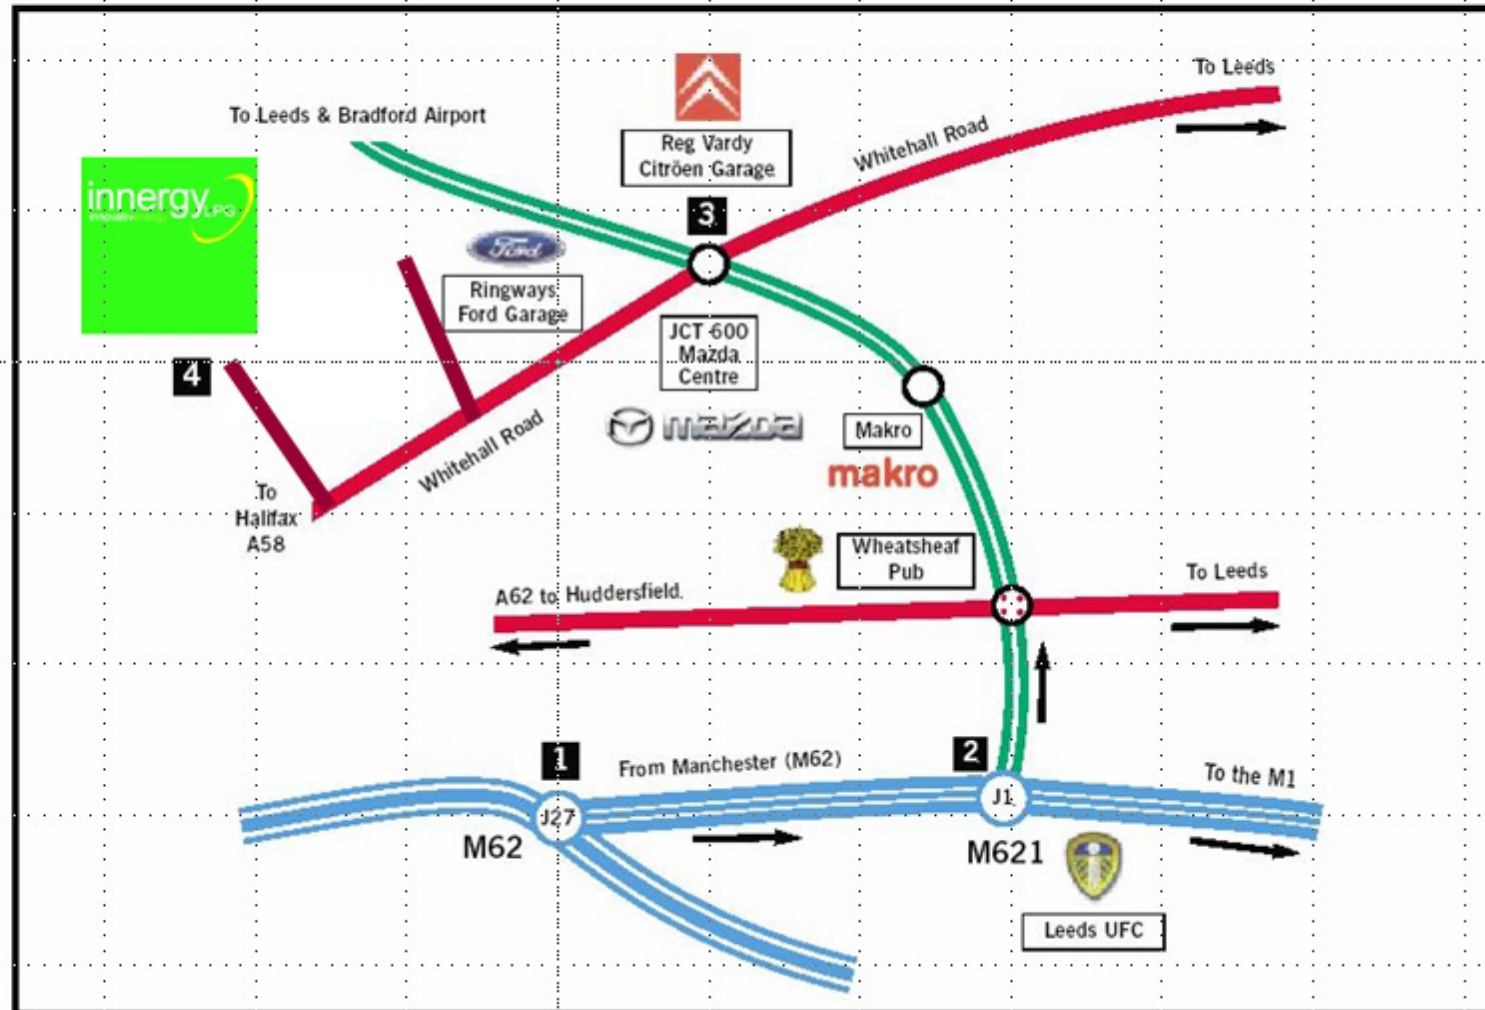 To Leeds
To Leeds & Bradford Airport
Reg Vardy
Citröen Garage
Whitehall Road
innergy
LPG
3
Ford
Ringways
Ford Garage
JCT 600
Mazda
Centre
4
mazda
Makro
makro
Whitehall Road
To
Halifax
A58
Wheatsheaf
Pub
A62 to Huddersfield.
To Leeds
1
2
From Manchester (M62)
To the M1
J27
J1
M62
M621
Leeds UFC